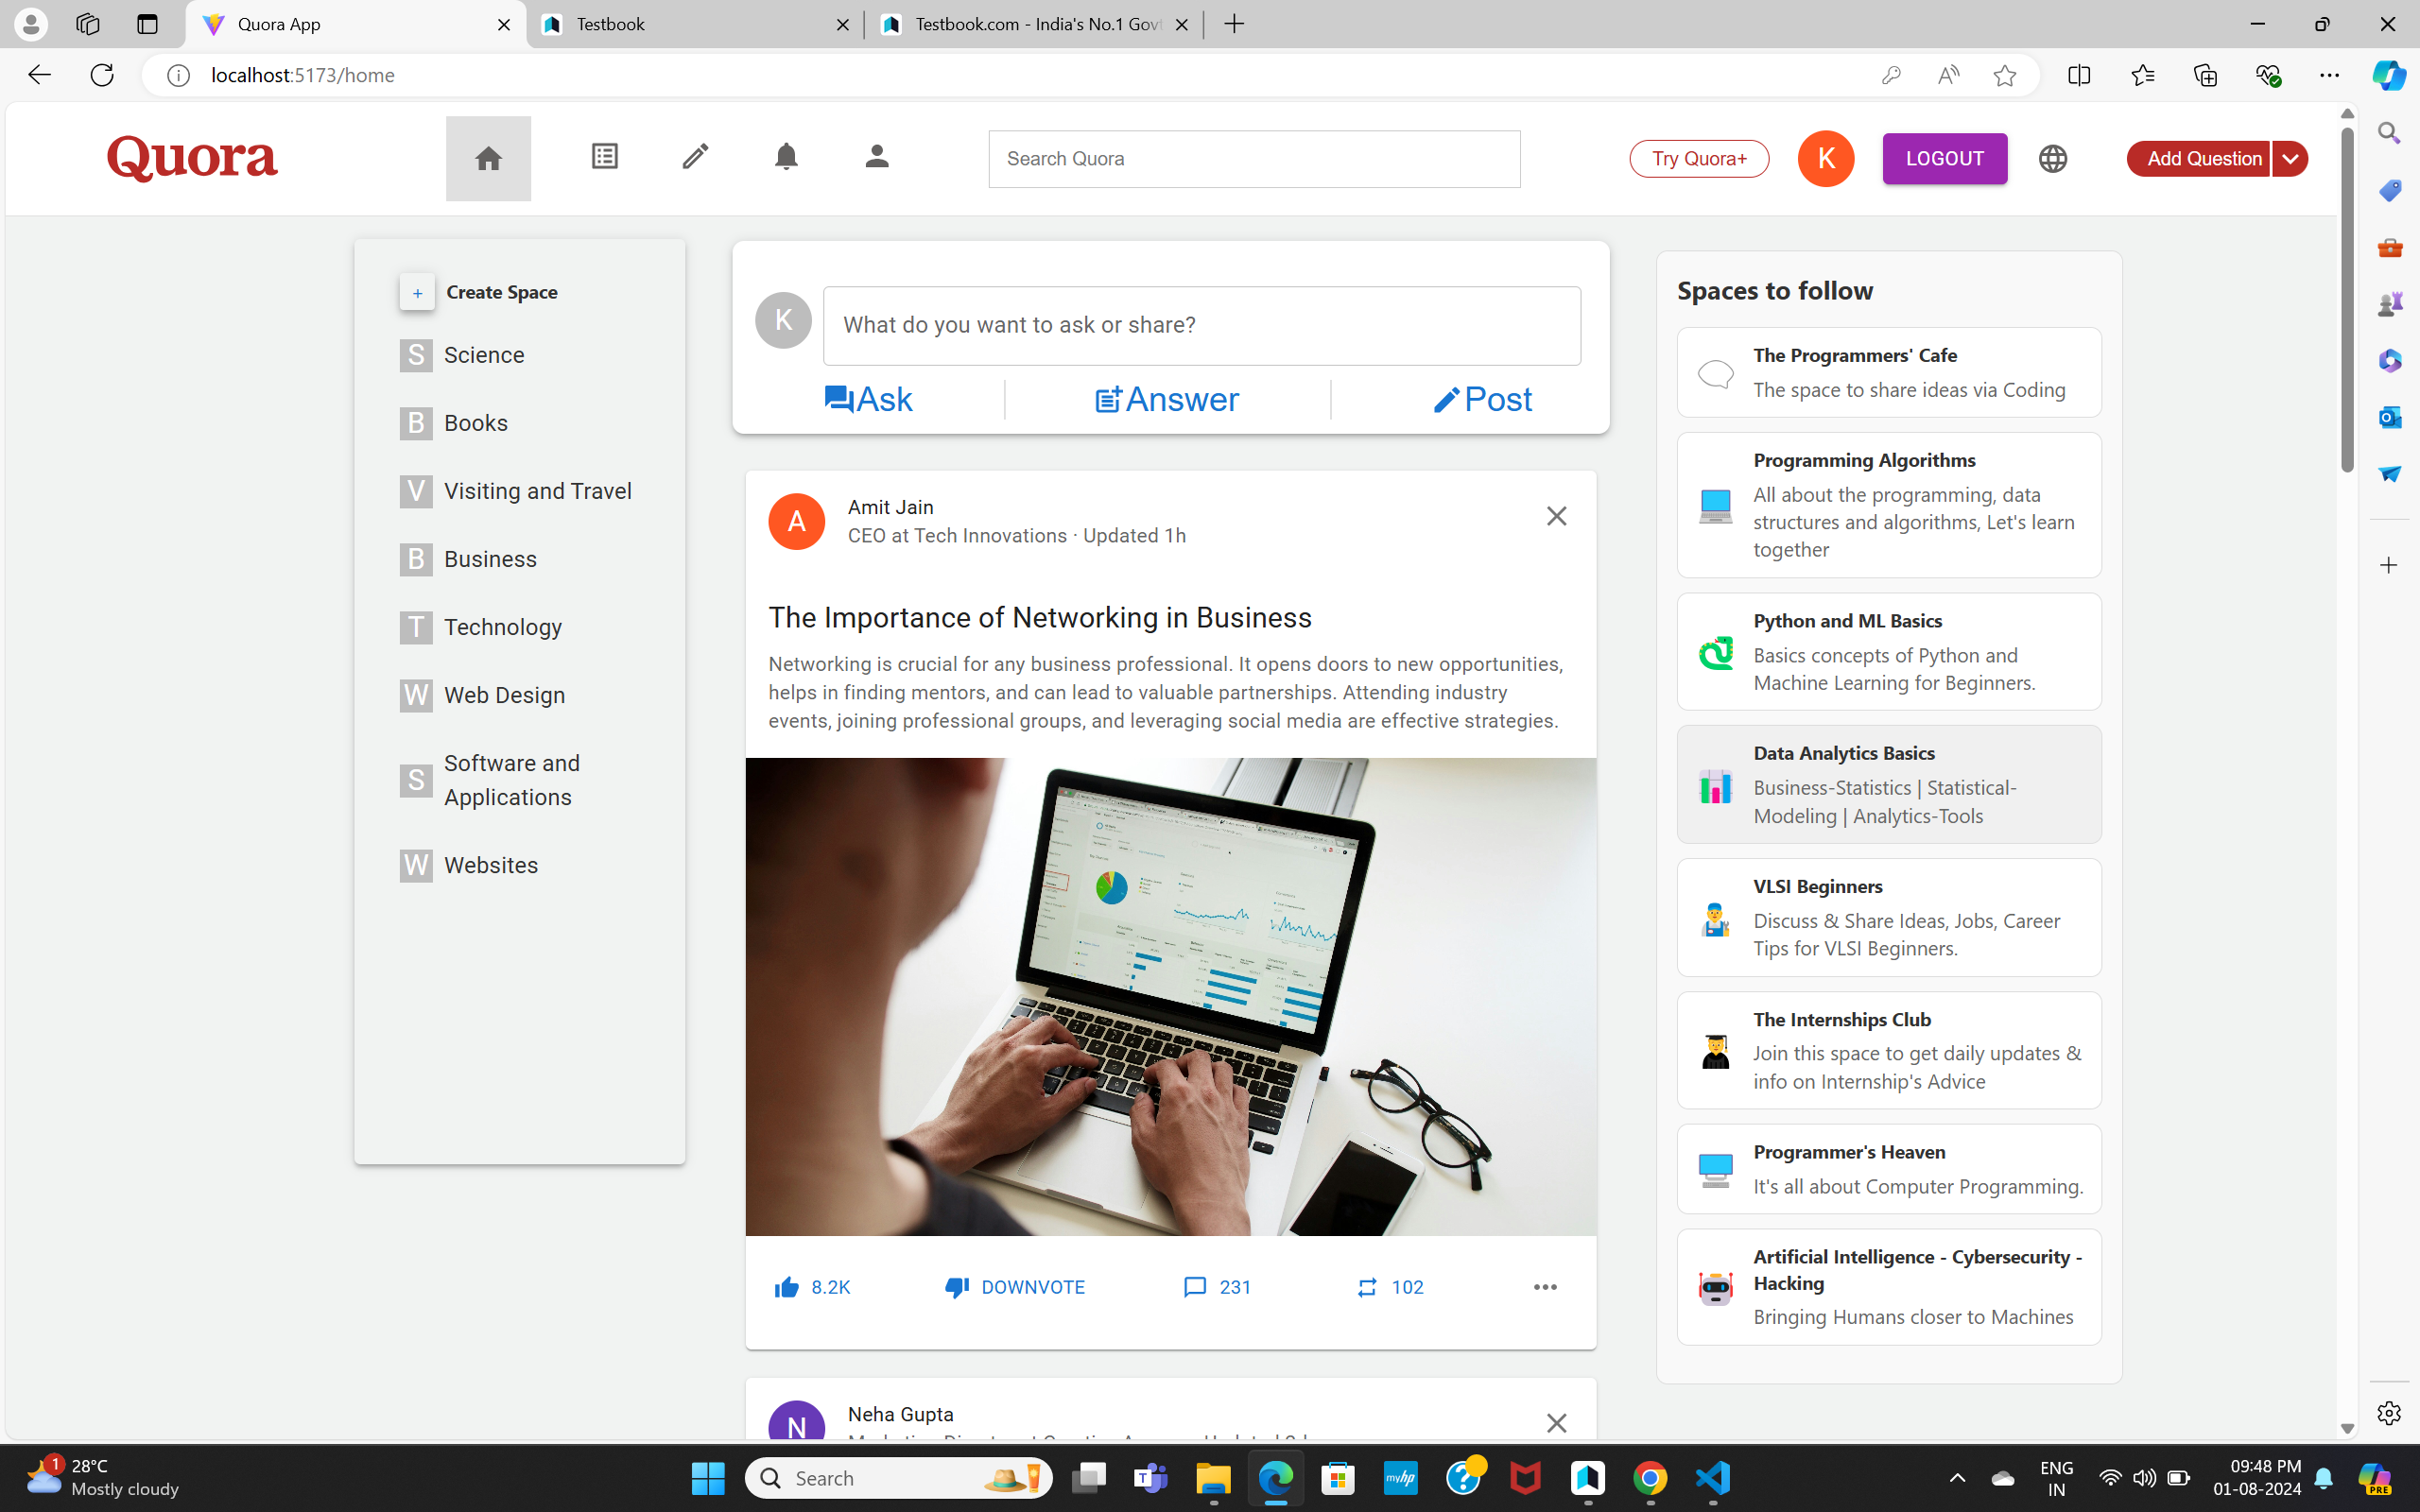 Quora App
Testbook
Testbook.com - India's No.1 Gov
localhost:5173/home
Quora
Search Quora
Try Quora+
K
LOGOUT
Add Question
+ Create Space
S Science
B Books
V Visiting and Travel
B Business
T Technology
W Web Design
S Software and
Applications
W Websites
K
What do you want to ask or share?
Ask
Answer
Post
A
Amit Jain
CEO at Tech Innovations · Updated 1h
The Importance of Networking in Business
Networking is crucial for any business professional. It opens doors to new opportunities,
helps in finding mentors, and can lead to valuable partnerships. Attending industry
events, joining professional groups, and leveraging social media are effective strategies.
8.2K
DOWNVOTE
231
102
N
Neha Gupta
Spaces to follow
The Programmers' Cafe
The space to share ideas via Coding
Programming Algorithms
All about the programming, data
structures and algorithms, Let's learn
together
Python and ML Basics
Basics concepts of Python and
Machine Learning for Beginners.
Data Analytics Basics
Business-Statistics | Statistical-
Modeling | Analytics-Tools
VLSI Beginners
Discuss & Share Ideas, Jobs, Career
Tips for VLSI Beginners.
The Internships Club
Join this space to get daily updates &
info on Internship's Advice
Programmer's Heaven
It's all about Computer Programming.
Artificial Intelligence - Cybersecurity -
Hacking
Bringing Humans closer to Machines
1
28°C
Mostly cloudy
Search
myhp
ENG
IN
09:48 PM
01-08-2024
PRE